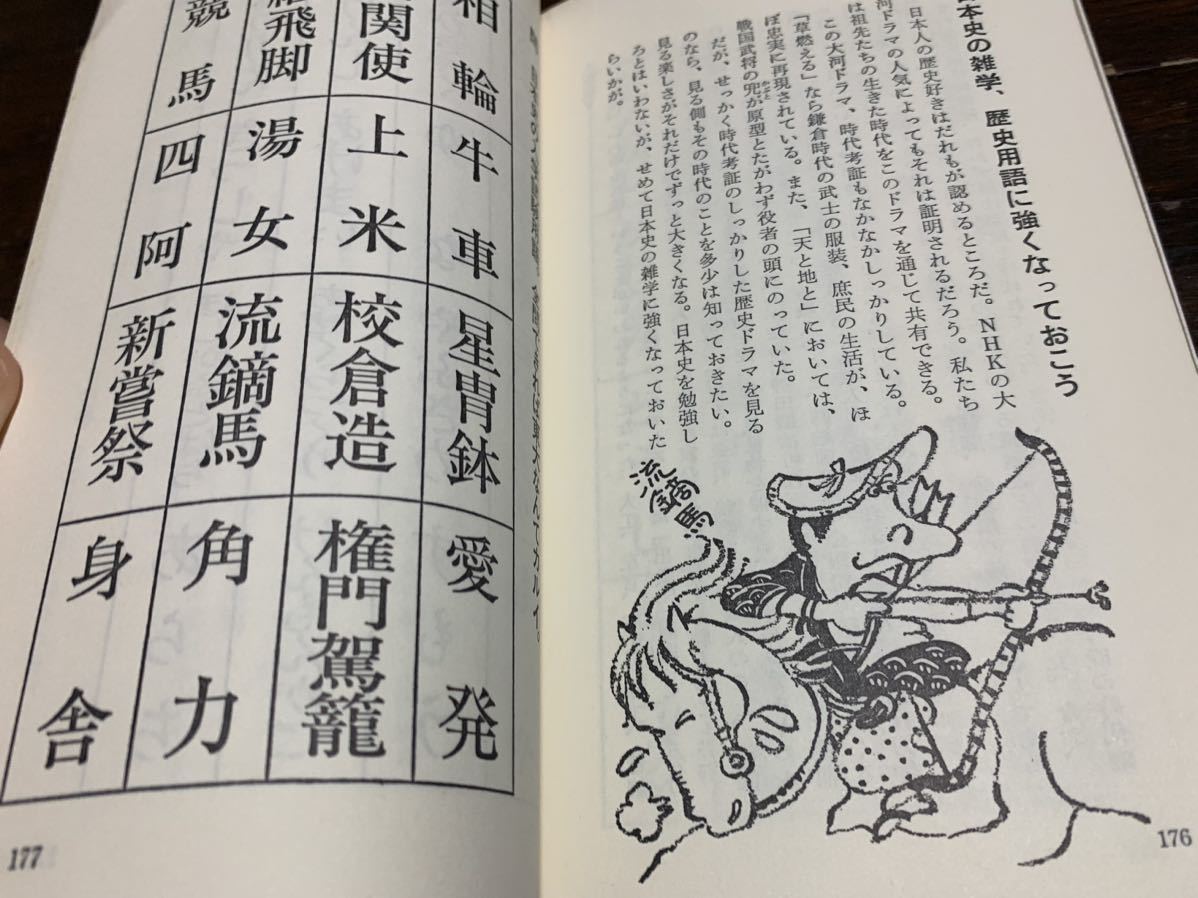 本史の雑学、歴史用語に強くなっておこう
日本人の歴史好きはだれもが認めるところだ。NHKの大
河ドラマの人気によってもそれは証明されるだろう。私たち
は祖先たちの生きた時代をこのドラマを通じて共有できる。
この大河ドラマ、時代考証もなかなかしっかりしている。
「草燃える」なら鎌倉時代の武士の服装、庶民の生活が、ほ
ぼ忠実に再現されている。また、「天と地と」においては、
戦国武将の兜が原型とたがわず役者の頭にのっていた。
だが、せっかく時代考証のしっかりした歴史ドラマを見る
のなら、見る側もその時代のことを多少は知っておきたい。
見る楽しさがそれだけでずっと大きくなる。日本史を勉強し
ろとはいわないが、せめて日本史の雑学に強くなっておいた
らいかが。
流鏑馬
176
相輪
牛車
星冑鉢
愛発
関使
上米
校倉造
権門駕籠
飛脚
湯女
流鏑馬
角力
競馬
四阿
新嘗祭
身舎
177